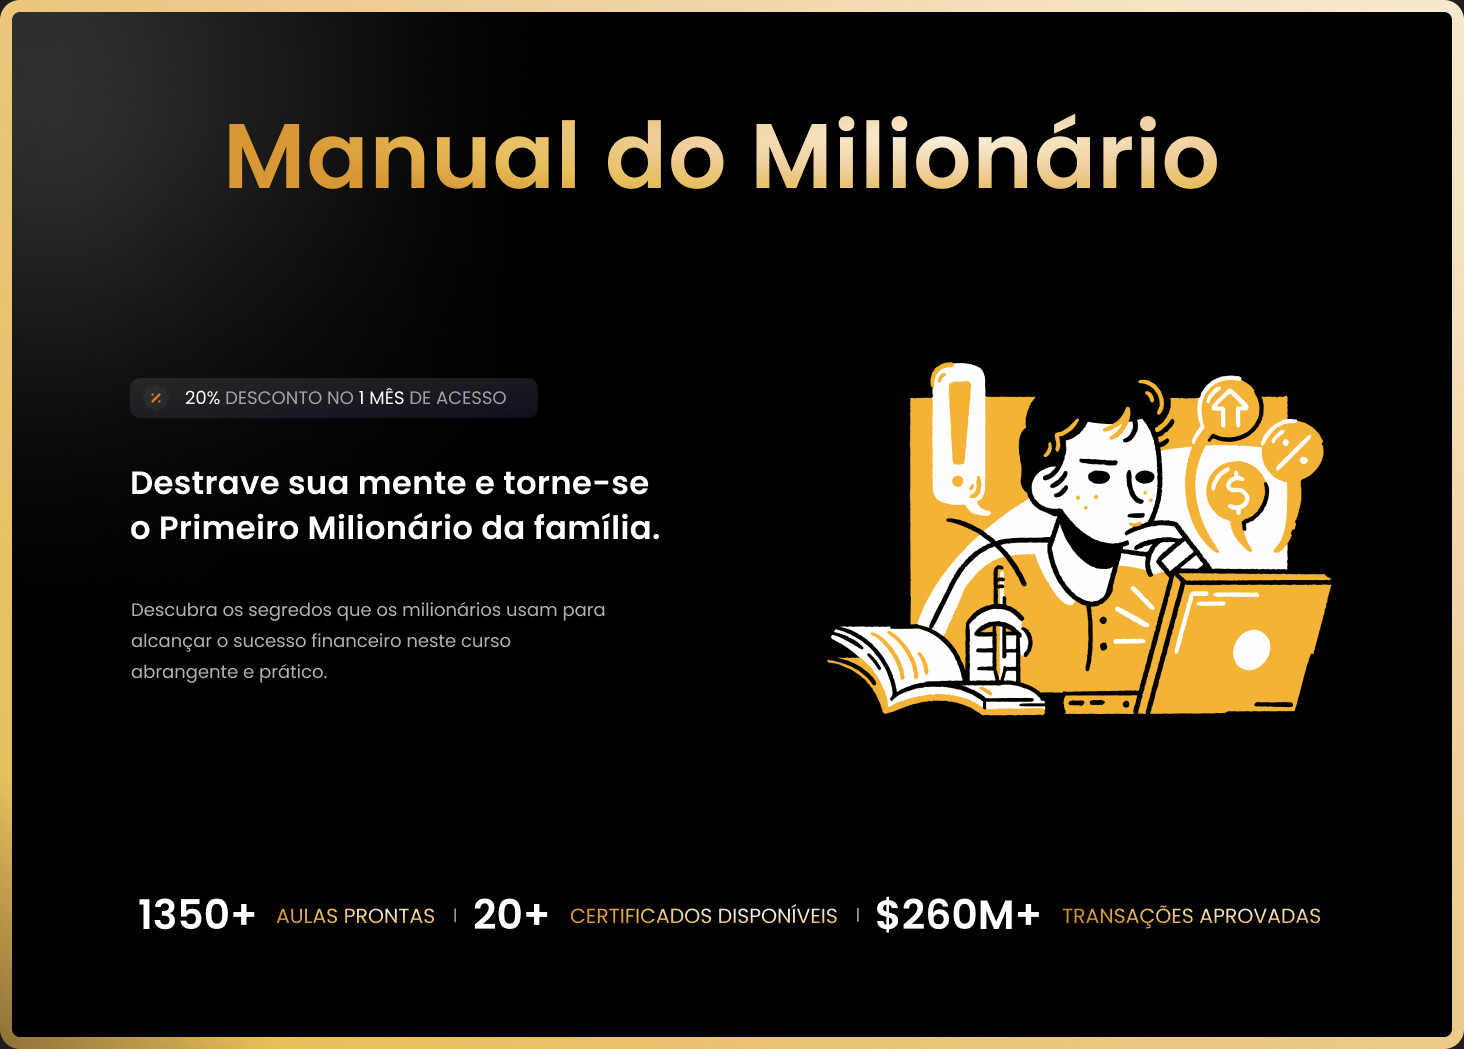 Manual do Milionário
20% DESCONTO NO 1 MÊS DE ACESSO
Destrave sua mente e torne-se
o Primeiro Milionário da família.
Descubra os segredos que os milionários usam para
alcançar o sucesso financeiro neste curso
abrangente e prático.
1350+ AULAS PRONTAS | 20+ CERTIFICADOS DISPONÍVEIS | $260M+ TRANSAÇÕES APROVADAS